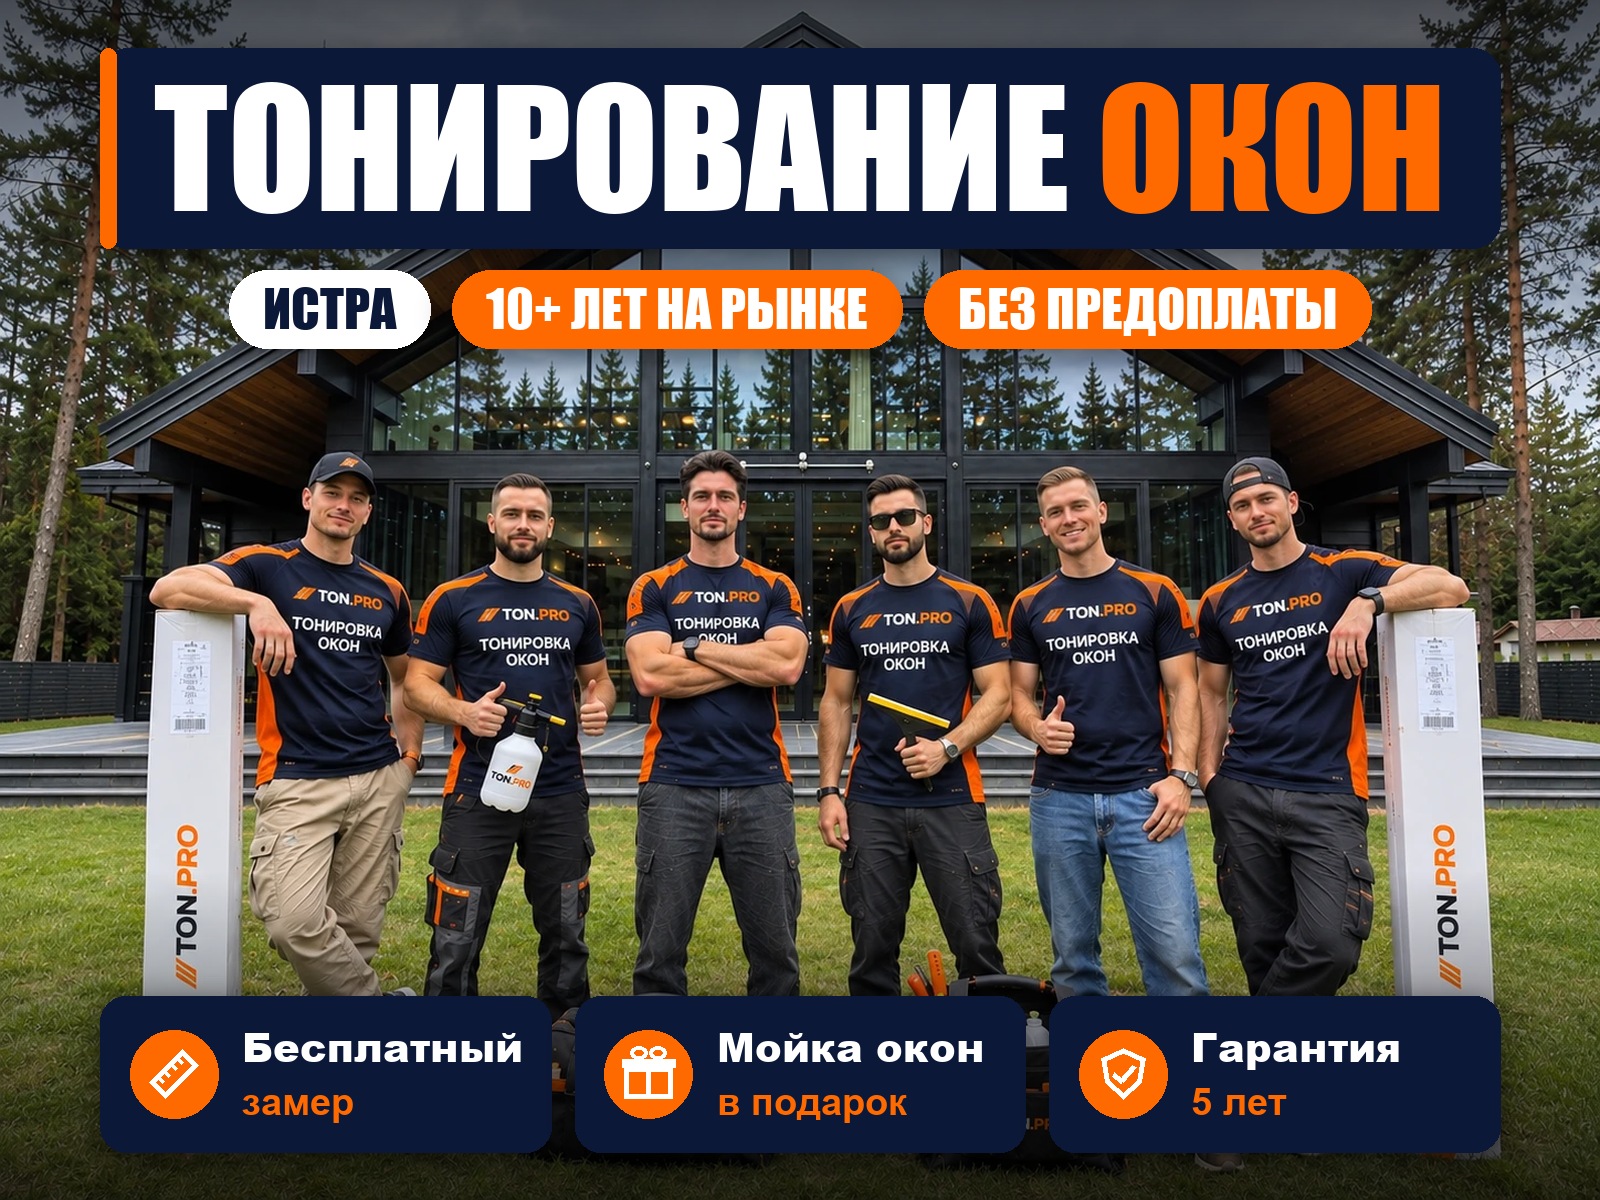 ТОНИРОВАНИЕ ОКОН
ИСТРА
10+ ЛЕТ НА РЫНКЕ
БЕЗ ПРЕДОПЛАТЫ
TON.PRO
ТОНИРОВКА
ОКОН
TON.PRO
ТОНИРОВКА
ОКОН
TON.PRO
ТОНИРОВКА
ОКОН
TON.PRO
ТОНИРОВКА
ОКОН
TON.PRO
ТОНИРОВКА
ОКОН
TON.PRO
ТОНИРОВКА
ОКОН
TON.PRO
TON.PRO
TON.PRO
Бесплатный
замер
Мойка окон
в подарок
Гарантия
5 лет